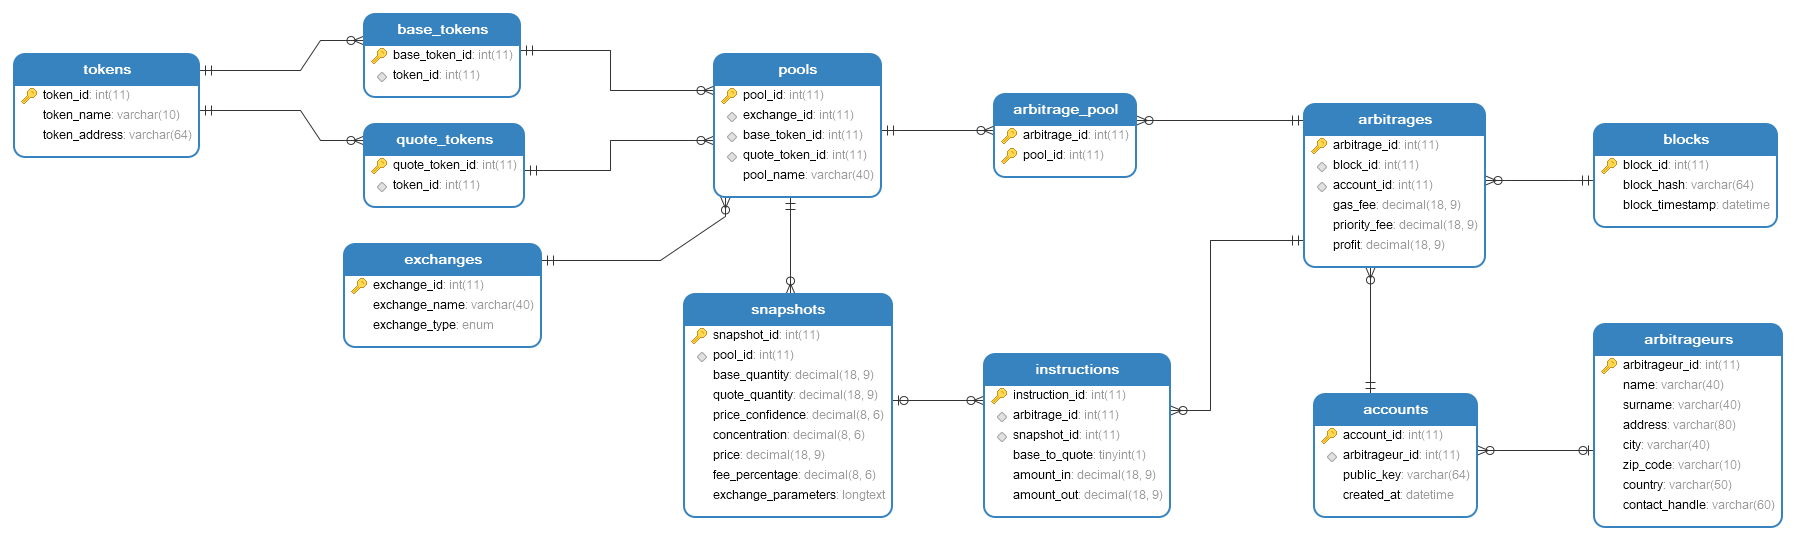 tokens
token_id: int(11)
token_name: varchar(10)
token_address: varchar(64)
base_tokens
base_token_id: int(11)
token_id: int(11)
quote_tokens
quote_token_id: int(11)
token_id: int(11)
exchanges
exchange_id: int(11)
exchange_name: varchar(40)
exchange_type: enum
pools
pool_id: int(11)
exchange_id: int(11)
base_token_id: int(11)
quote_token_id: int(11)
pool_name: varchar(40)
snapshots
snapshot_id: int(11)
pool_id: int(11)
base_quantity: decimal(18, 9)
quote_quantity: decimal(18, 9)
price_confidence: decimal(8, 6)
concentration: decimal(8, 6)
price: decimal(18, 9)
fee_percentage: decimal(8, 6)
exchange_parameters: longtext
arbitrage_pool
arbitrage_id: int(11)
pool_id: int(11)
instructions
instruction_id: int(11)
arbitrage_id: int(11)
snapshot_id: int(11)
base_to_quote: tinyint(1)
amount_in: decimal(18, 9)
amount_out: decimal(18, 9)
arbitrages
arbitrage_id: int(11)
block_id: int(11)
account_id: int(11)
gas_fee: decimal(18, 9)
priority_fee: decimal(18, 9)
profit: decimal(18, 9)
accounts
account_id: int(11)
arbitrageur_id: int(11)
public_key: varchar(64)
created_at: datetime
blocks
block_id: int(11)
block_hash: varchar(64)
block_timestamp: datetime
arbitrageurs
arbitrageur_id: int(11)
name: varchar(40)
surname: varchar(40)
address: varchar(80)
city: varchar(40)
zip_code: varchar(10)
country: varchar(50)
contact_handle: varchar(60)